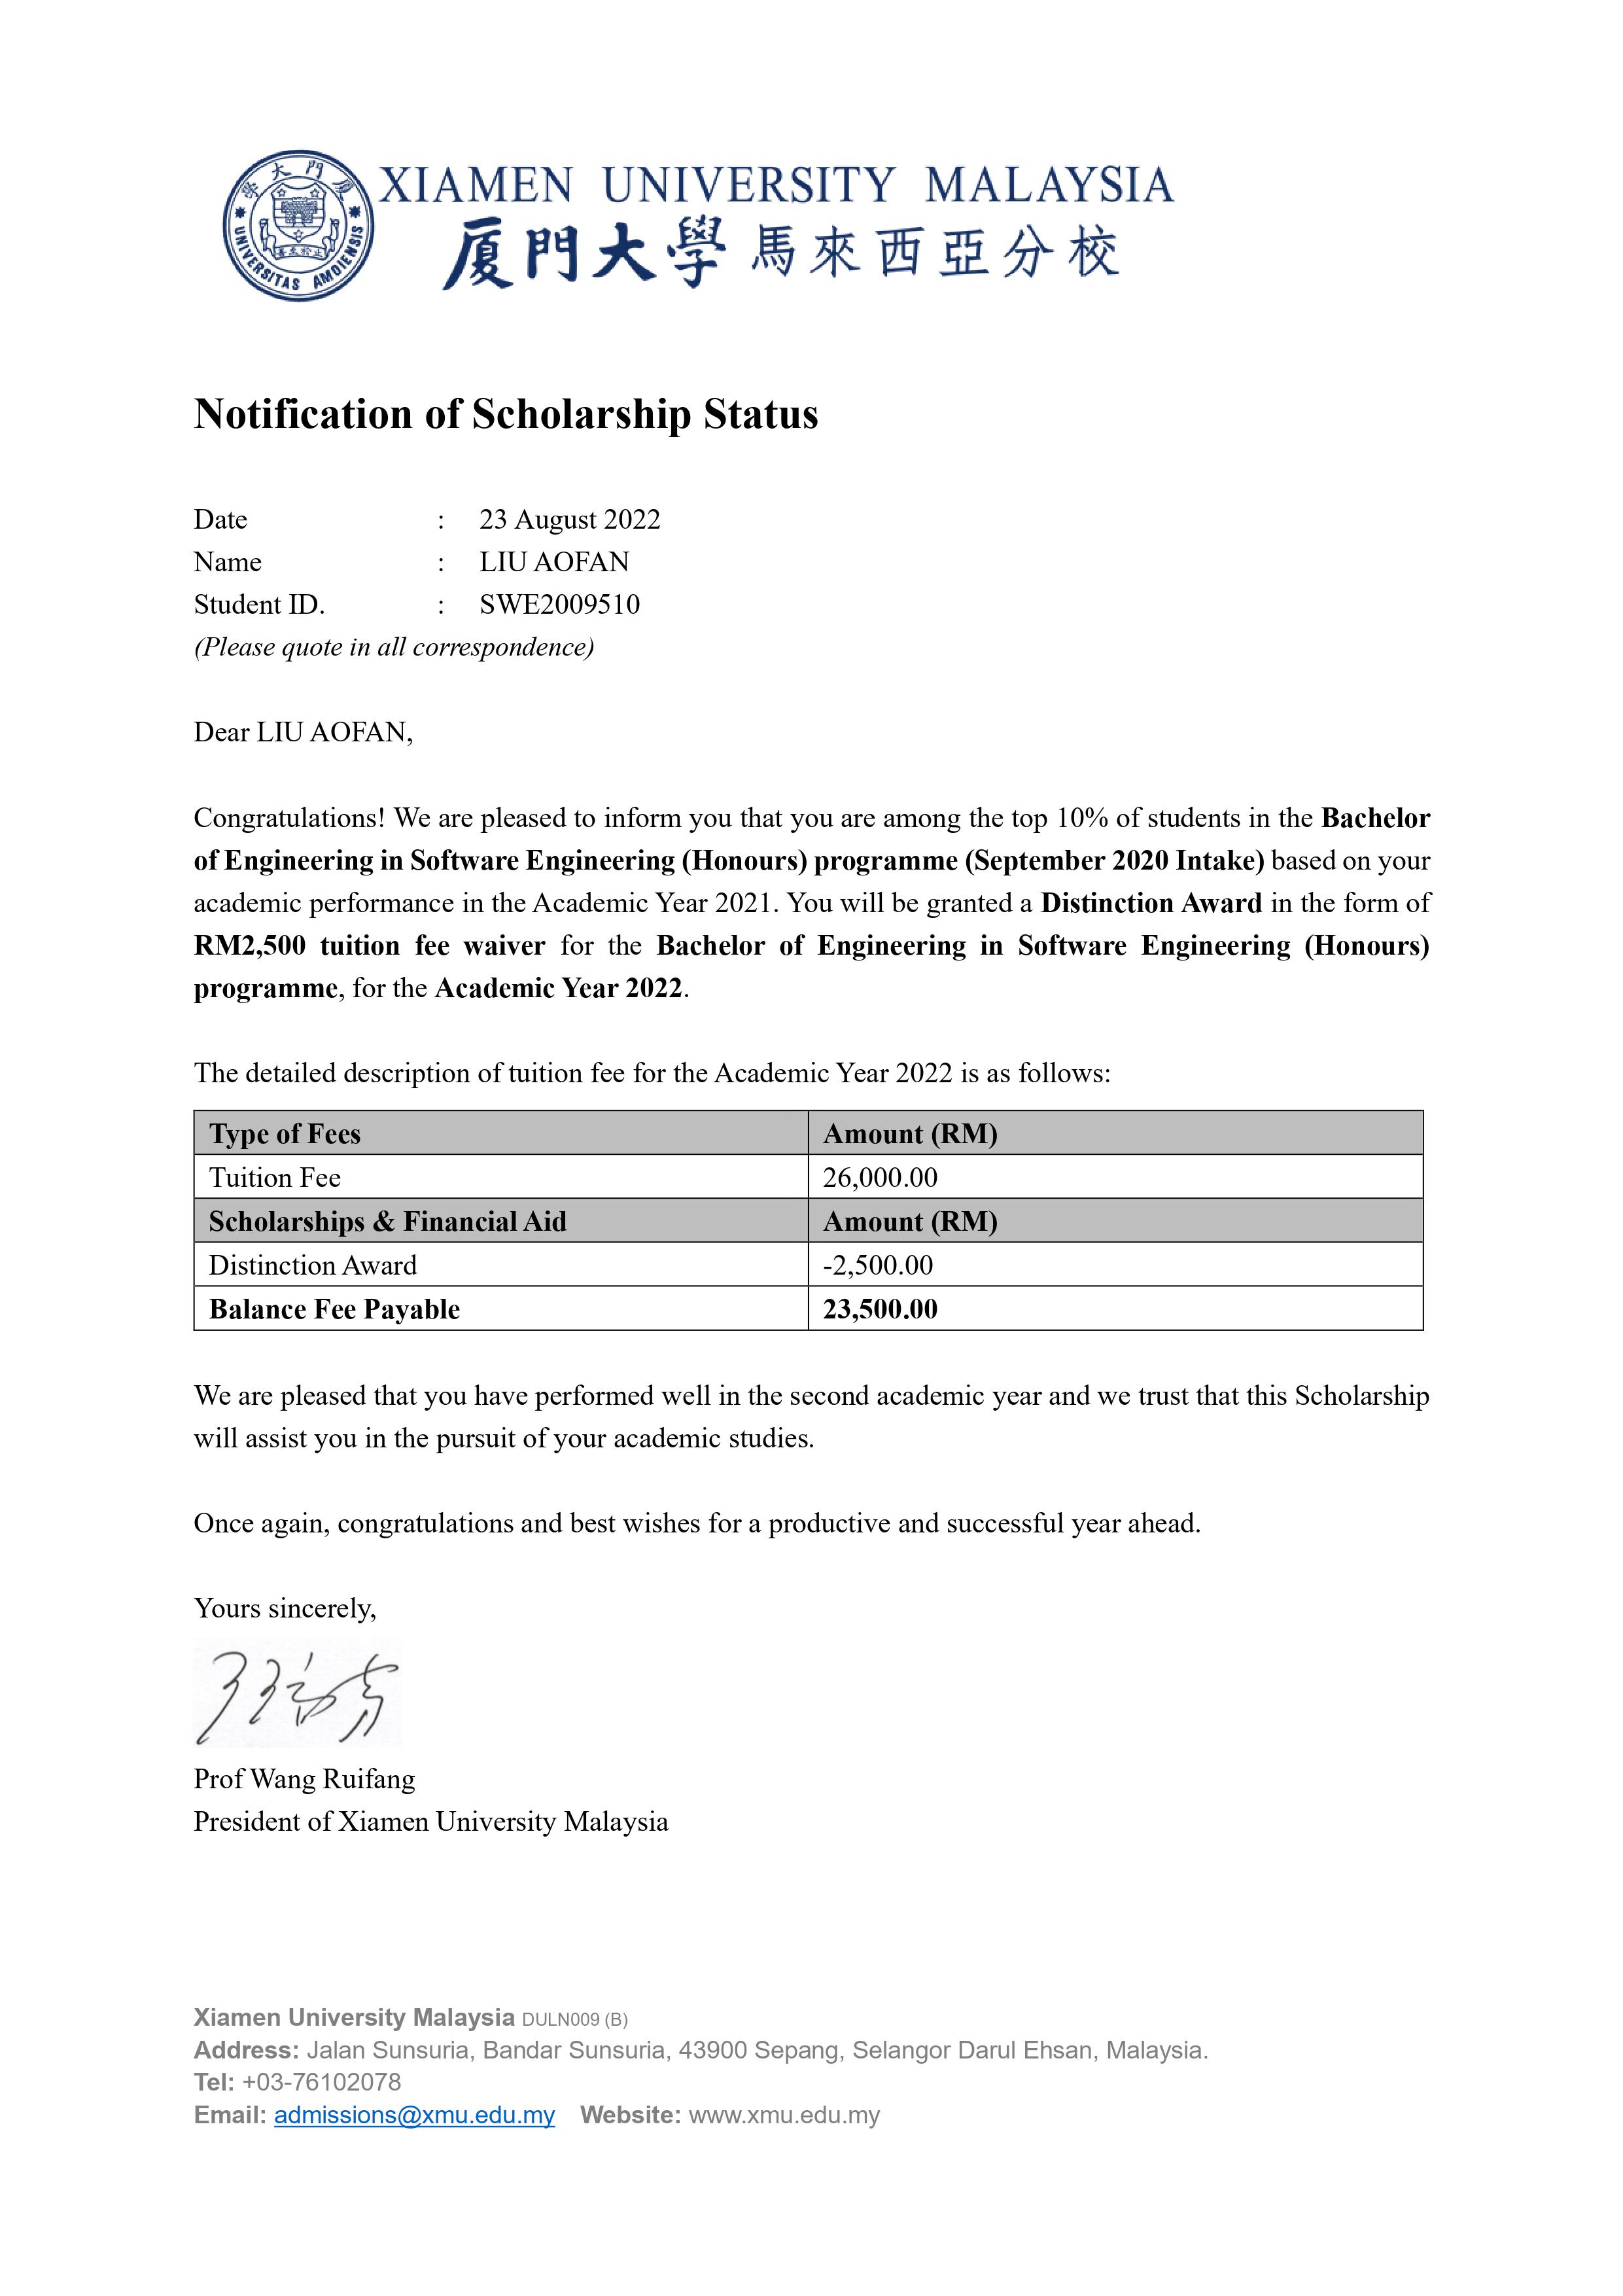 厦門大學
UNIVERSITAS AMOIENSIS
XIAMEN UNIVERSITY MALAYSIA
厦門大學 馬來西亞分校
Notification of Scholarship Status
Date : 23 August 2022
Name : LIU AOFAN
Student ID. : SWE2009510
(Please quote in all correspondence)
Dear LIU AOFAN,
Congratulations! We are pleased to inform you that you are among the top 10% of students in the Bachelor
of Engineering in Software Engineering (Honours) programme (September 2020 Intake) based on your
academic performance in the Academic Year 2021. You will be granted a Distinction Award in the form of
RM2,500 tuition fee waiver for the Bachelor of Engineering in Software Engineering (Honours)
programme, for the Academic Year 2022.
The detailed description of tuition fee for the Academic Year 2022 is as follows:
Type of Fees Amount (RM)
Tuition Fee 26,000.00
Scholarships & Financial Aid Amount (RM)
Distinction Award -2,500.00
Balance Fee Payable 23,500.00
We are pleased that you have performed well in the second academic year and we trust that this Scholarship
will assist you in the pursuit of your academic studies.
Once again, congratulations and best wishes for a productive and successful year ahead.
Yours sincerely,
Prof Wang Ruifang
President of Xiamen University Malaysia
Xiamen University Malaysia DULN009 (B)
Address: Jalan Sunsuria, Bandar Sunsuria, 43900 Sepang, Selangor Darul Ehsan, Malaysia.
Tel: +03-76102078
Email: admissions@xmu.edu.my Website: www.xmu.edu.my